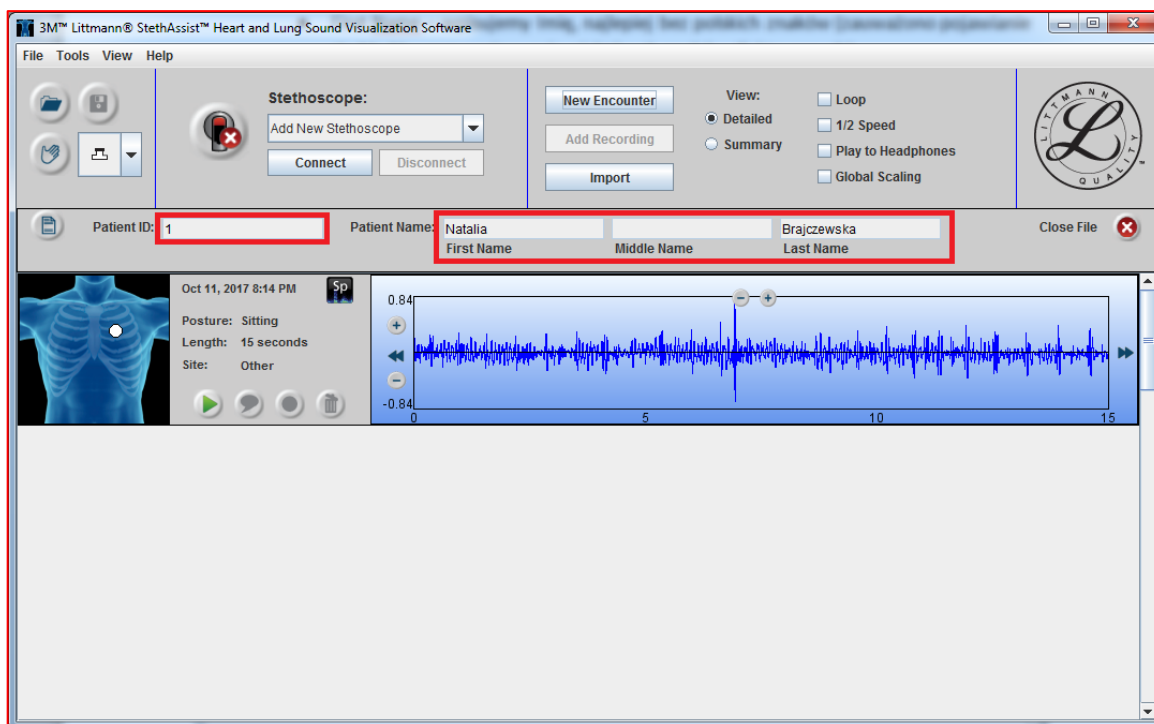 3M™ Littmann® StethAssist™ Heart and Lung Sound Visualization Software
File Tools View Help
Stethoscope:
Add New Stethoscope
Connect Disconnect
New Encounter
Add Recording
Import
View:
Detailed
Summary
Loop
1/2 Speed
Play to Headphones
Global Scaling
LITTMANN
L
QUALITY
Patient ID: 1
Patient Name: Natalia Brajczewska
First Name Middle Name Last Name
Close File
Oct 11, 2017 8:14 PM
Sp
Posture: Sitting
Length: 15 seconds
Site: Other
0.84
-0.84
0 5 10 15